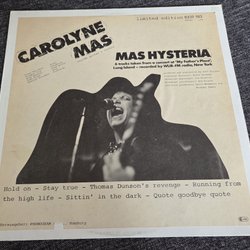 limited edition
CAROLYNE
MAS
MAS HYSTERIA
6 tracks taken from a concert at 'My Father's Place',
Long Island - recorded by WLIR-FM radio, New York
Hold on - Stay true - Thomas Dunson's revenge - Running from
the high life - Sittin' in the dark - Quote goodbye quote